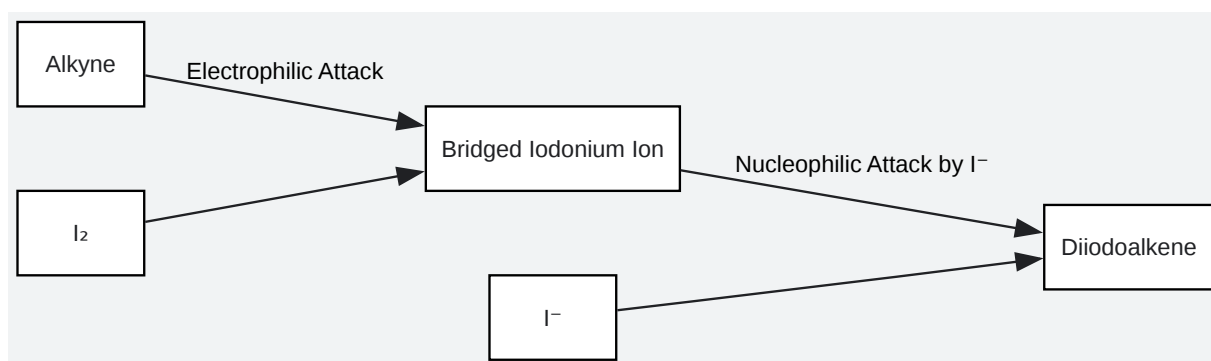 Alkyne
Electrophilic Attack
Bridged Iodonium Ion
Nucleophilic Attack by I⁻
I₂
Diiodoalkene
I⁻